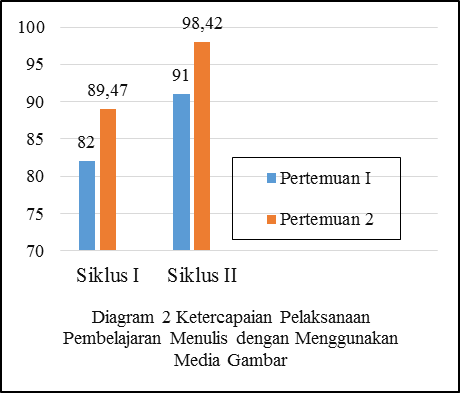 100
98,42
95
91
89,47
90
85
82
80
75
70
Pertemuan I
Pertemuan 2
Siklus I Siklus II
Diagram 2 Ketercapaian Pelaksanaan
Pembelajaran Menulis dengan Menggunakan
Media Gambar